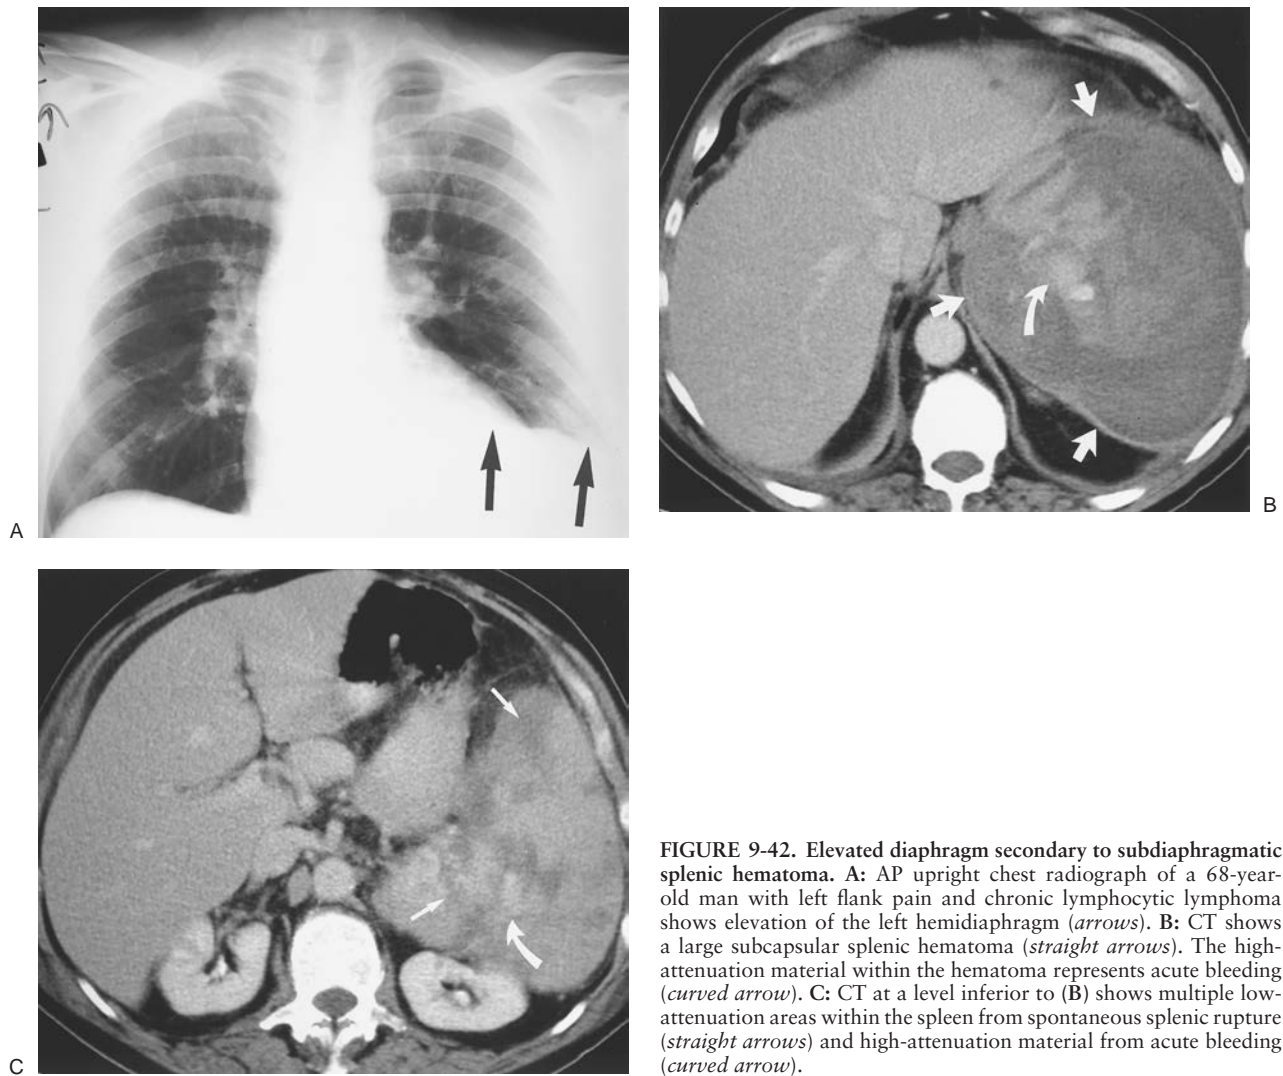 A
B
C
FIGURE 9-42. Elevated diaphragm secondary to subdiaphragmatic
splenic hematoma. A: AP upright chest radiograph of a 68-year-
old man with left flank pain and chronic lymphocytic lymphoma
shows elevation of the left hemidiaphragm (arrows). B: CT shows
a large subcapsular splenic hematoma (straight arrows). The high-
attenuation material within the hematoma represents acute bleeding
(curved arrow). C: CT at a level inferior to (B) shows multiple low-
attenuation areas within the spleen from spontaneous splenic rupture
(straight arrows) and high-attenuation material from acute bleeding
(curved arrow).